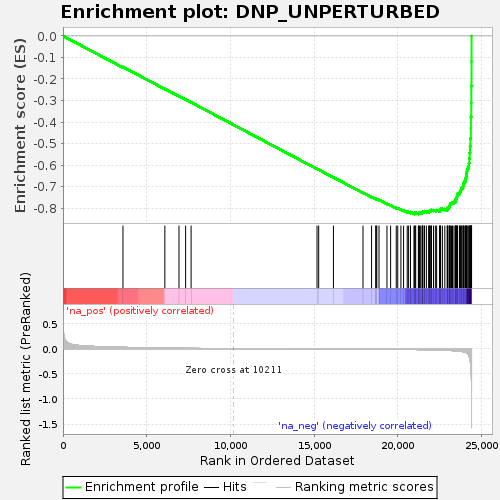 Enrichment plot: DNP_UNPERTURBED
Enrichment score (ES)
0.0
-0.1
-0.2
-0.3
-0.4
-0.5
-0.6
-0.7
-0.8
'na_pos' (positively correlated)
Ranked list metric (PreRanked)
0.5
0.0
-0.5
-1.0
-1.5
Zero cross at 10211
'na_neg' (negatively correlated)
0 5,000 10,000 15,000 20,000 25,000
Rank in Ordered Dataset
Enrichment profile Hits Ranking metric scores